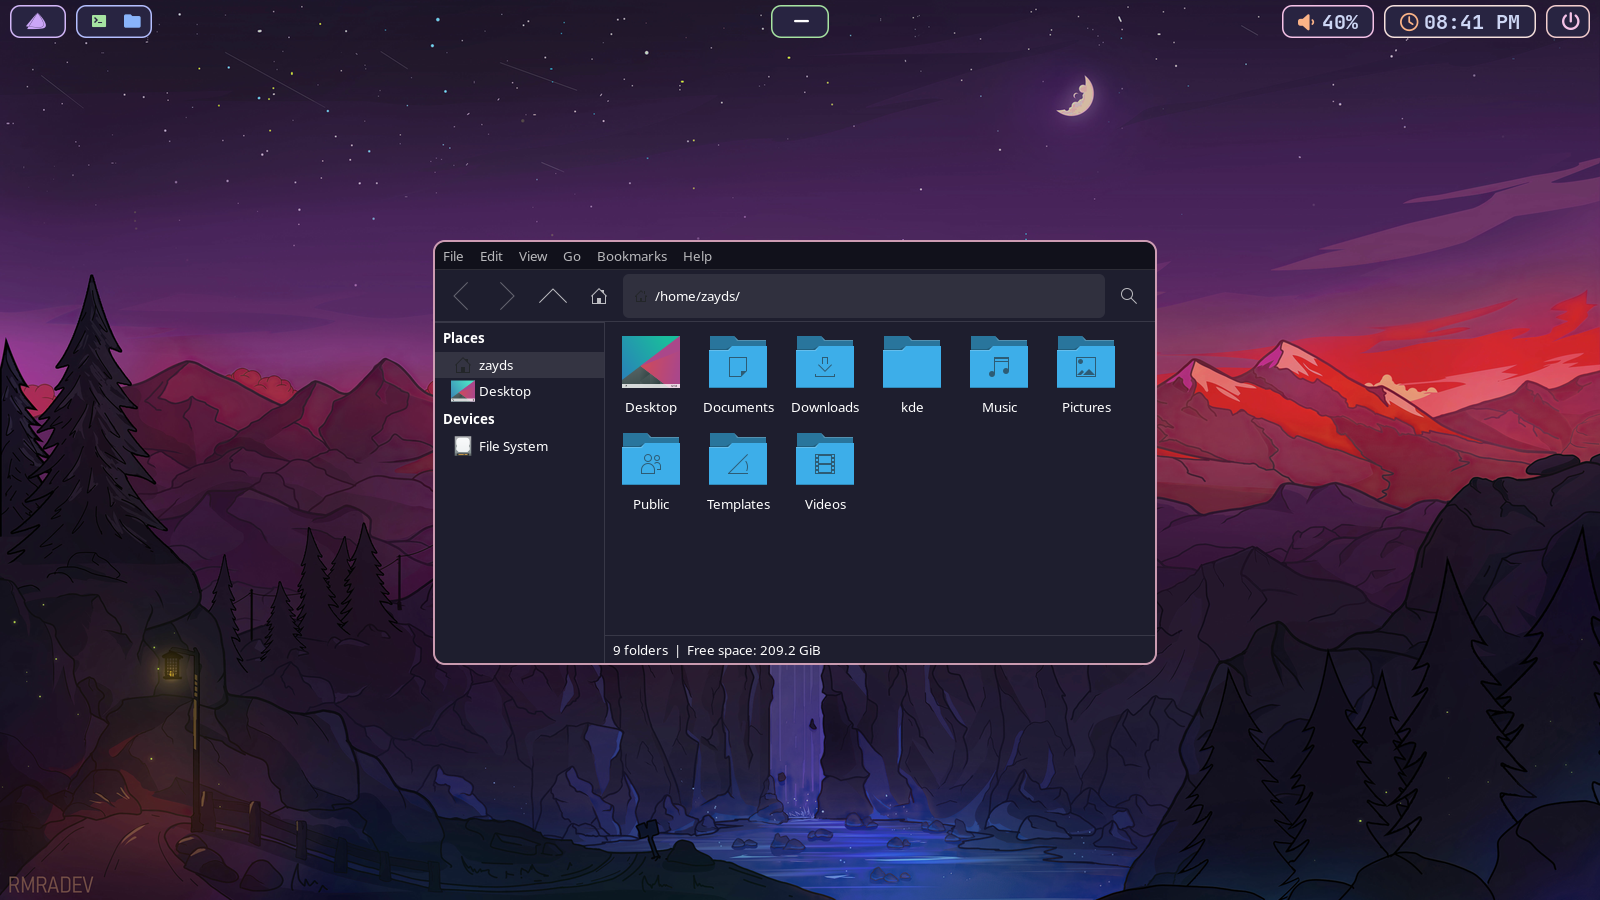 40% 08:41 PM
File Edit View Go Bookmarks Help
/home/zayds/
Places
zayds
Desktop
Devices
File System
Desktop Documents Downloads kde Music Pictures
Public Templates Videos
9 folders | Free space: 209.2 GiB
RMRADEV